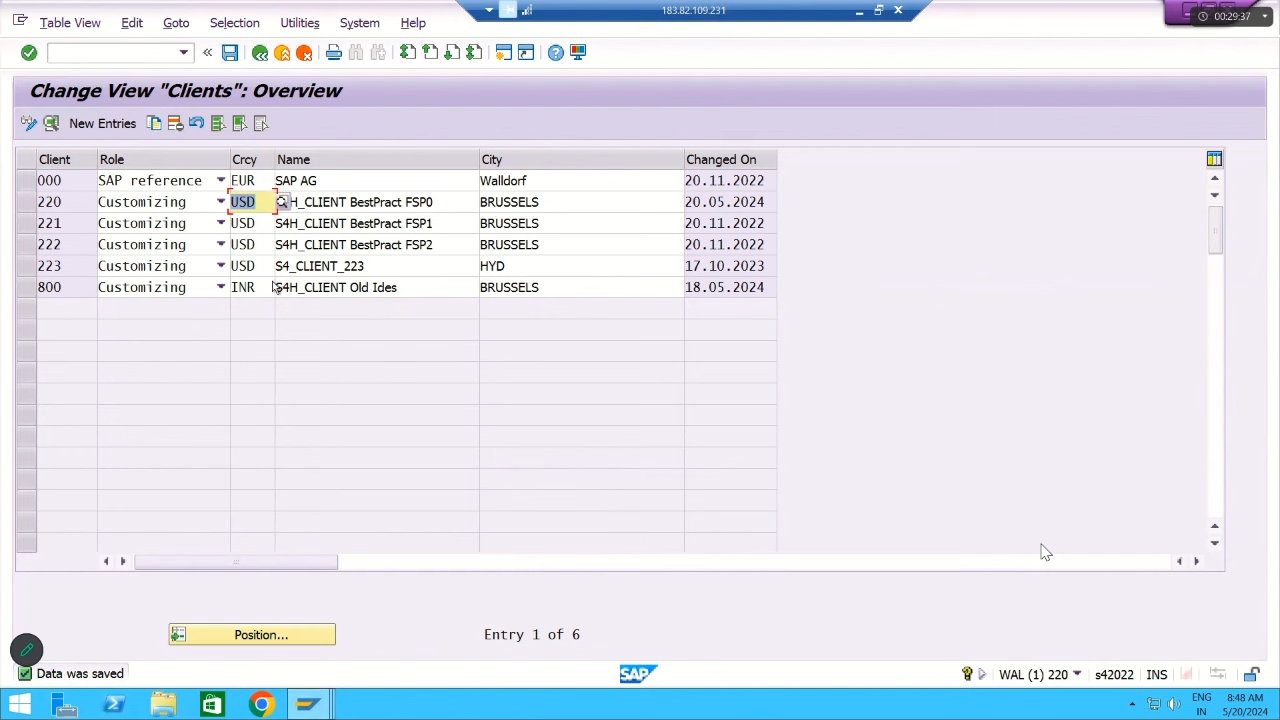 183.82.109.231
00:29:37
Table View Edit Goto Selection Utilities System Help
Change View "Clients": Overview
New Entries
Client Role Crcy Name City Changed On
000 SAP reference EUR SAP AG Walldorf 20.11.2022
220 Customizing USD H_CLIENT BestPract FSP0 BRUSSELS 20.05.2024
221 Customizing USD S4H_CLIENT BestPract FSP1 BRUSSELS 20.11.2022
222 Customizing USD S4H_CLIENT BestPract FSP2 BRUSSELS 20.11.2022
223 Customizing USD S4_CLIENT_223 HYD 17.10.2023
800 Customizing INR S4H_CLIENT Old Ides BRUSSELS 18.05.2024
Position...
Entry 1 of 6
Data was saved
SAP
WAL (1) 220 s42022 INS
ENG 8:48 AM
IN 5/20/2024